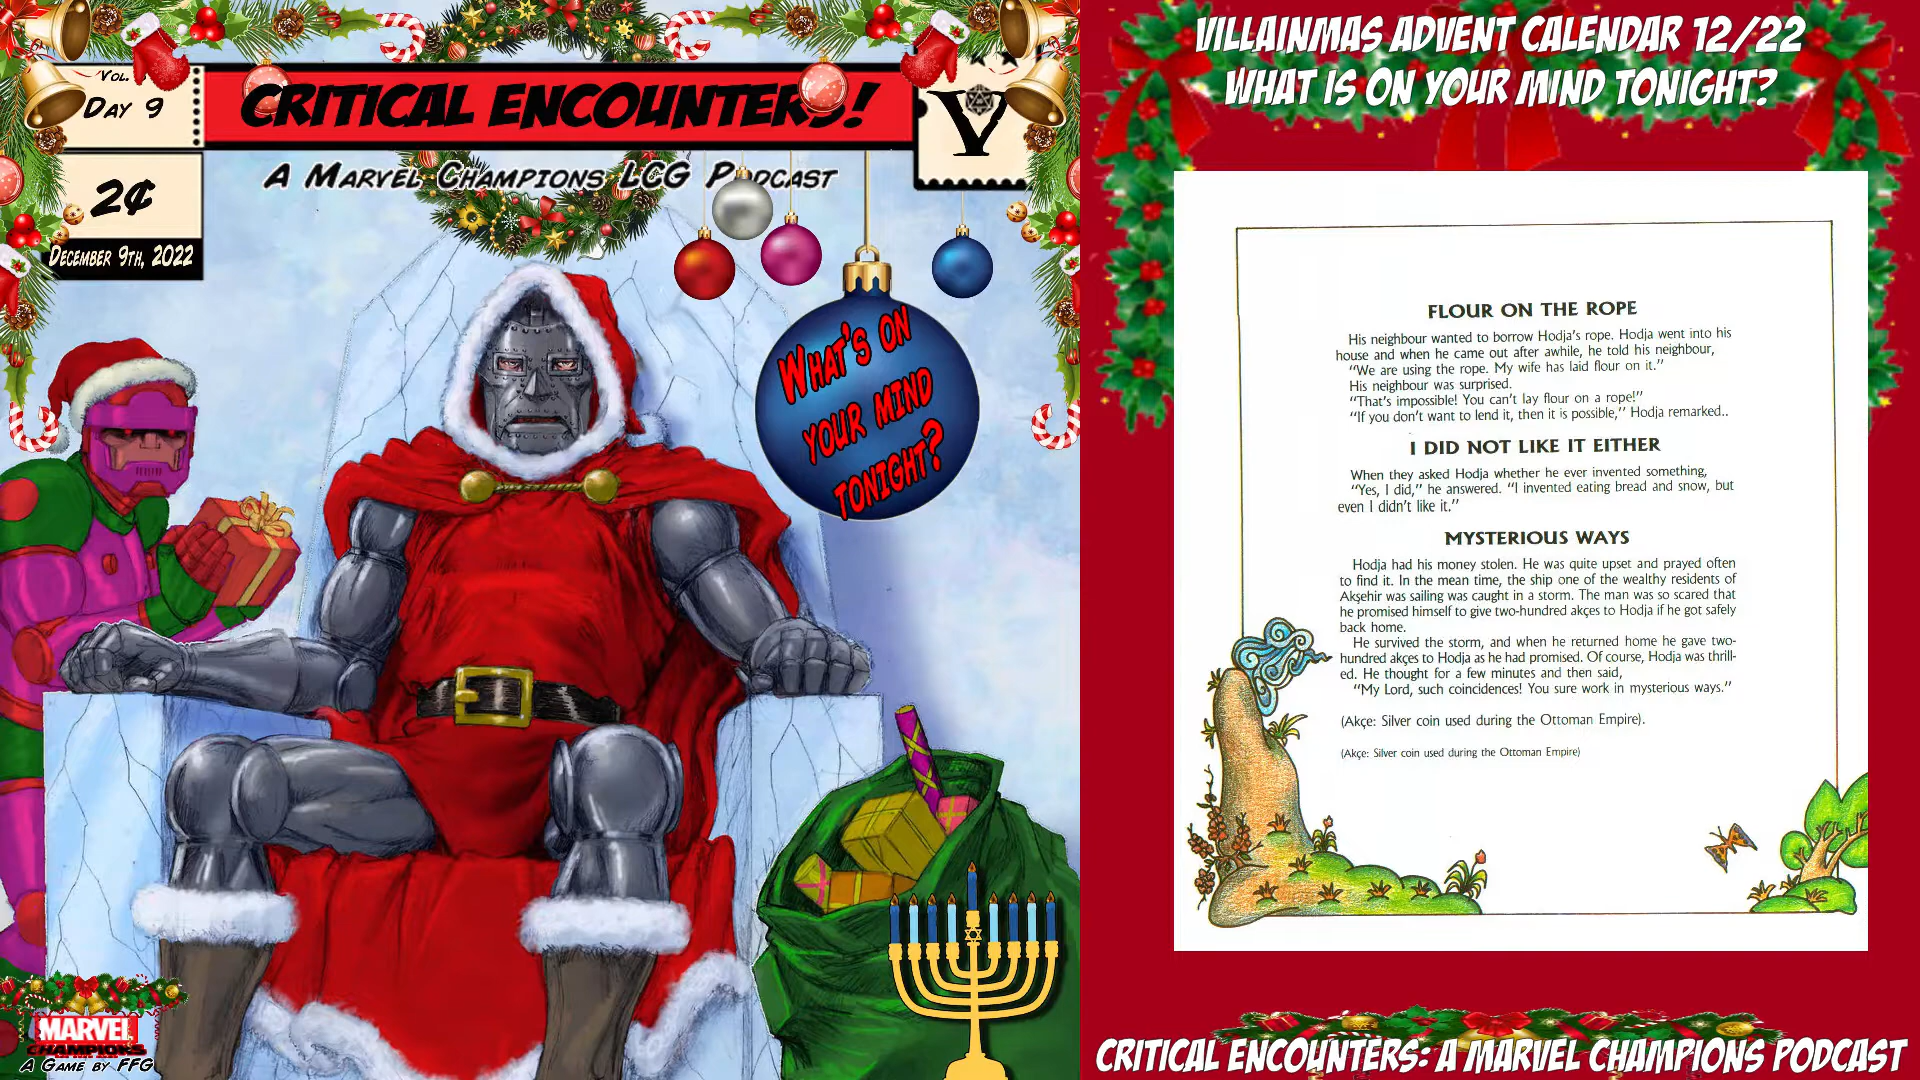 Vol.
Day 9
2¢
December 9th, 2022
CRITICAL ENCOUNTERS!
A Marvel Champions LCG Podcast
V
What's on
your mind
tonight?
MARVEL
CHAMPIONS
A Game by FFG
VILLAINMAS ADVENT CALENDAR 12/22
WHAT IS ON YOUR MIND TONIGHT?
FLOUR ON THE ROPE
His neighbour wanted to borrow Hodja's rope. Hodja went into his
house and when he came out after awhile, he told his neighbour,
"We are using the rope. My wife has laid flour on it."
His neighbour was surprised.
"That's impossible! You can't lay flour on a rope!"
"If you don't want to lend it, then it is possible," Hodja remarked..
I DID NOT LIKE IT EITHER
When they asked Hodja whether he ever invented something,
"Yes, I did," he answered. "I invented eating bread and snow, but
even I didn't like it."
MYSTERIOUS WAYS
Hodja had his money stolen. He was quite upset and prayed often
to find it. In the mean time, the ship one of the wealthy residents of
Akşehir was sailing was caught in a storm. The man was so scared that
he promised himself to give two-hundred akçes to Hodja if he got safely
back home.
He survived the storm, and when he returned home he gave two-
hundred akçes to Hodja as he had promised. Of course, Hodja was thrill-
ed. He thought for a few minutes and then said,
"My Lord, such coincidences! You sure work in mysterious ways."
(Akçe: Silver coin used during the Ottoman Empire).
(Akçe: Silver coin used during the Ottoman Empire)
CRITICAL ENCOUNTERS: A MARVEL CHAMPIONS PODCAST